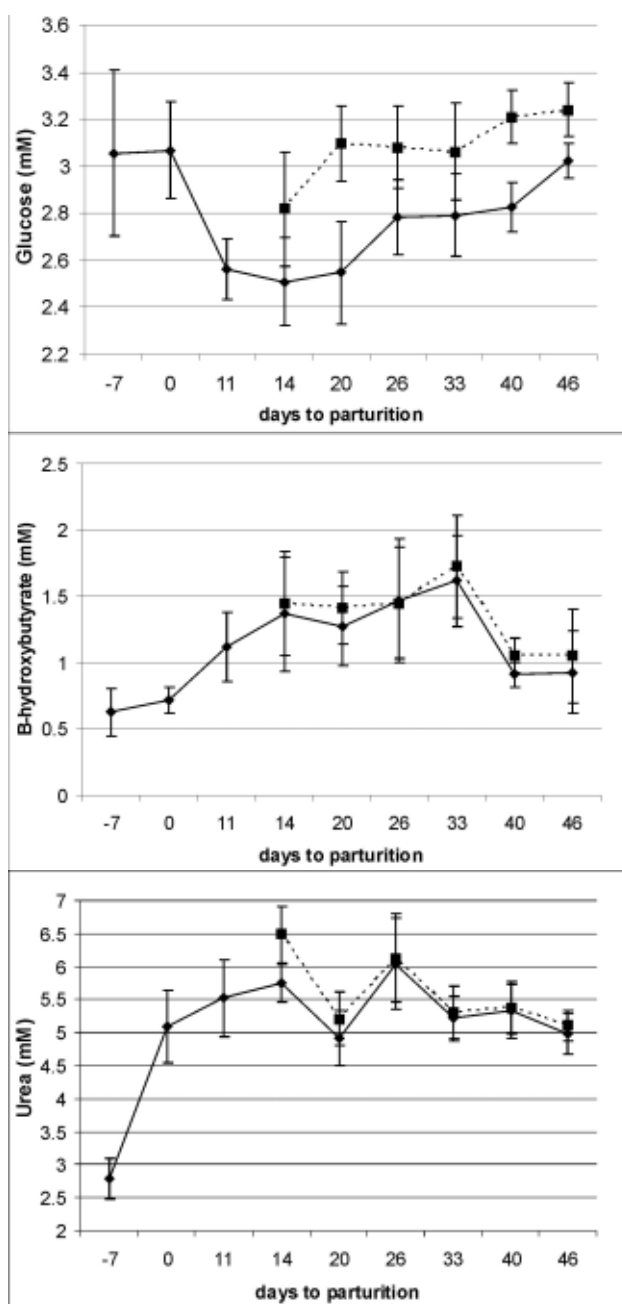 3.6
3.4
3.2
3
2.8
2.6
2.4
2.2
Glucose (mM)
-7 0 11 14 20 26 33 40 46
days to parturition
2.5
2
1.5
1
0.5
0
B-hydroxybutyrate (mM)
-7 0 11 14 20 26 33 40 46
days to parturition
7
6.5
6
5.5
5
4.5
4
3.5
3
2.5
2
Urea (mM)
-7 0 11 14 20 26 33 40 46
days to parturition